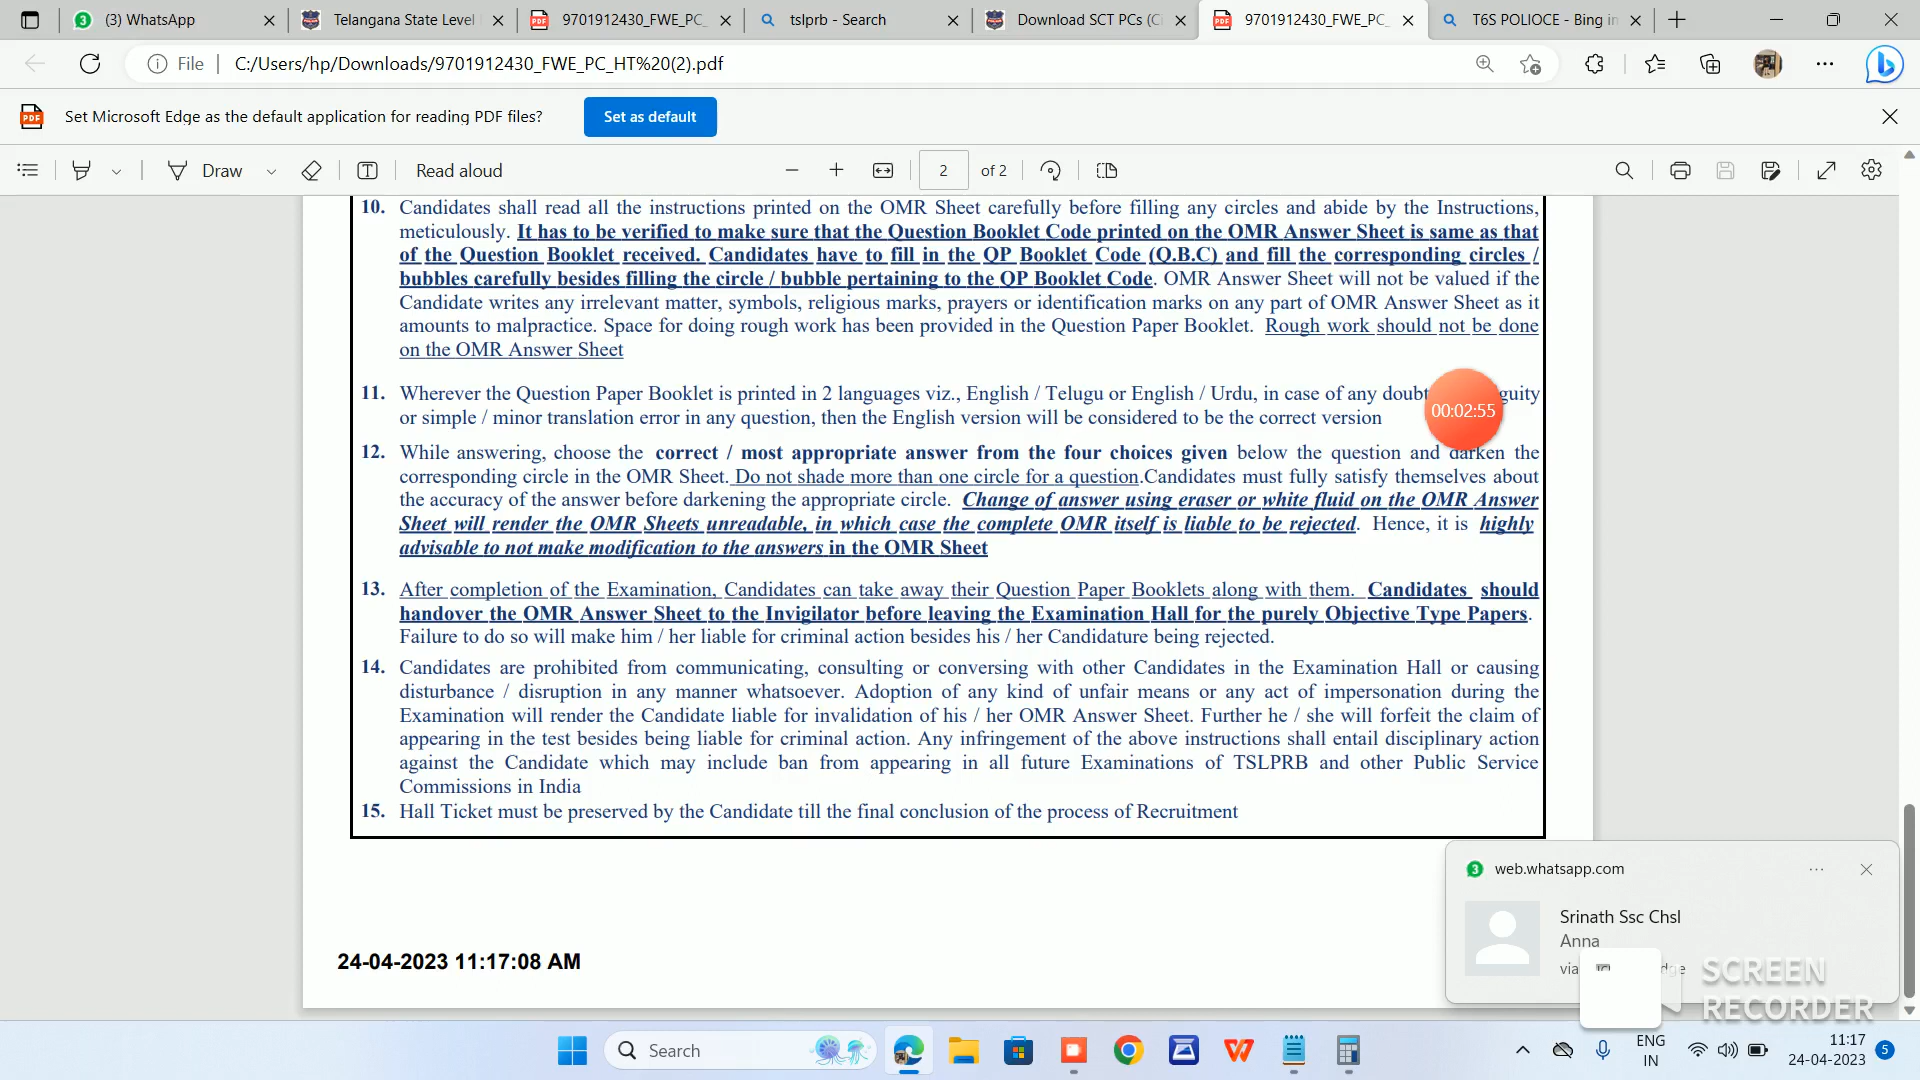 (3) WhatsApp
Telangana State Level
9701912430_FWE_PC_
tslprb - Search
Download SCT PCs (Ci
9701912430_FWE_PC_
T6S POLIOCE - Bing in
File
C:/Users/hp/Downloads/9701912430_FWE_PC_HT%20(2).pdf
Set Microsoft Edge as the default application for reading PDF files?
Set as default
Draw
Read aloud
2
of 2
10. Candidates shall read all the instructions printed on the OMR Sheet carefully before filling any circles and abide by the Instructions,
meticulously. It has to be verified to make sure that the Question Booklet Code printed on the OMR Answer Sheet is same as that
of the Question Booklet received. Candidates have to fill in the QP Booklet Code (Q.B.C) and fill the corresponding circles /
bubbles carefully besides filling the circle / bubble pertaining to the QP Booklet Code. OMR Answer Sheet will not be valued if the
Candidate writes any irrelevant matter, symbols, religious marks, prayers or identification marks on any part of OMR Answer Sheet as it
amounts to malpractice. Space for doing rough work has been provided in the Question Paper Booklet. Rough work should not be done
on the OMR Answer Sheet
11. Wherever the Question Paper Booklet is printed in 2 languages viz., English / Telugu or English / Urdu, in case of any doubt
or simple / minor translation error in any question, then the English version will be considered to be the correct version
00:02:55
12. While answering, choose the correct / most appropriate answer from the four choices given below the question and darken the
corresponding circle in the OMR Sheet. Do not shade more than one circle for a question.Candidates must fully satisfy themselves about
the accuracy of the answer before darkening the appropriate circle. Change of answer using eraser or white fluid on the OMR Answer
Sheet will render the OMR Sheets unreadable, in which case the complete OMR itself is liable to be rejected. Hence, it is highly
advisable to not make modification to the answers in the OMR Sheet
13. After completion of the Examination, Candidates can take away their Question Paper Booklets along with them. Candidates should
handover the OMR Answer Sheet to the Invigilator before leaving the Examination Hall for the purely Objective Type Papers.
Failure to do so will make him / her liable for criminal action besides his / her Candidature being rejected.
14. Candidates are prohibited from communicating, consulting or conversing with other Candidates in the Examination Hall or causing
disturbance / disruption in any manner whatsoever. Adoption of any kind of unfair means or any act of impersonation during the
Examination will render the Candidate liable for invalidation of his / her OMR Answer Sheet. Further he / she will forfeit the claim of
appearing in the test besides being liable for criminal action. Any infringement of the above instructions shall entail disciplinary action
against the Candidate which may include ban from appearing in all future Examinations of TSLPRB and other Public Service
Commissions in India
15. Hall Ticket must be preserved by the Candidate till the final conclusion of the process of Recruitment
24-04-2023 11:17:08 AM
web.whatsapp.com
Srinath Ssc Chsl
Anna
via
SCREEN
RECORDER
Search
ENG
IN
11:17
24-04-2023
5